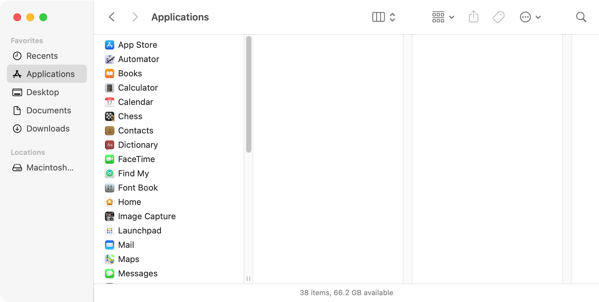 Applications
Favorites
Recents
Applications
Desktop
Documents
Downloads
Locations
Macintosh...
App Store
Automator
Books
Calculator
Calendar
Chess
Contacts
Dictionary
FaceTime
Find My
Font Book
Home
Image Capture
Launchpad
Mail
Maps
Messages
38 items, 66.2 GB available